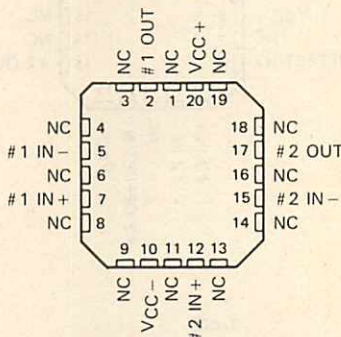 NC
#1 OUT
NC
VCC+
NC
3 2 1 20 19
NC 4
#1 IN− 5
NC 6
#1 IN+ 7
NC 8
18 NC
17 #2 OUT
16 NC
15 #2 IN−
14 NC
9 10 11 12 13
NC
VCC−
NC
#2 IN+
NC